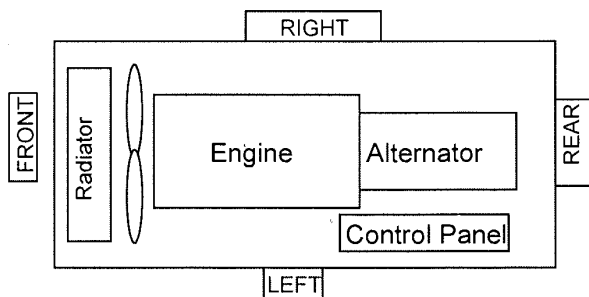 RIGHT
FRONT
Radiator
Engine
Alternator
REAR
Control Panel
LEFT